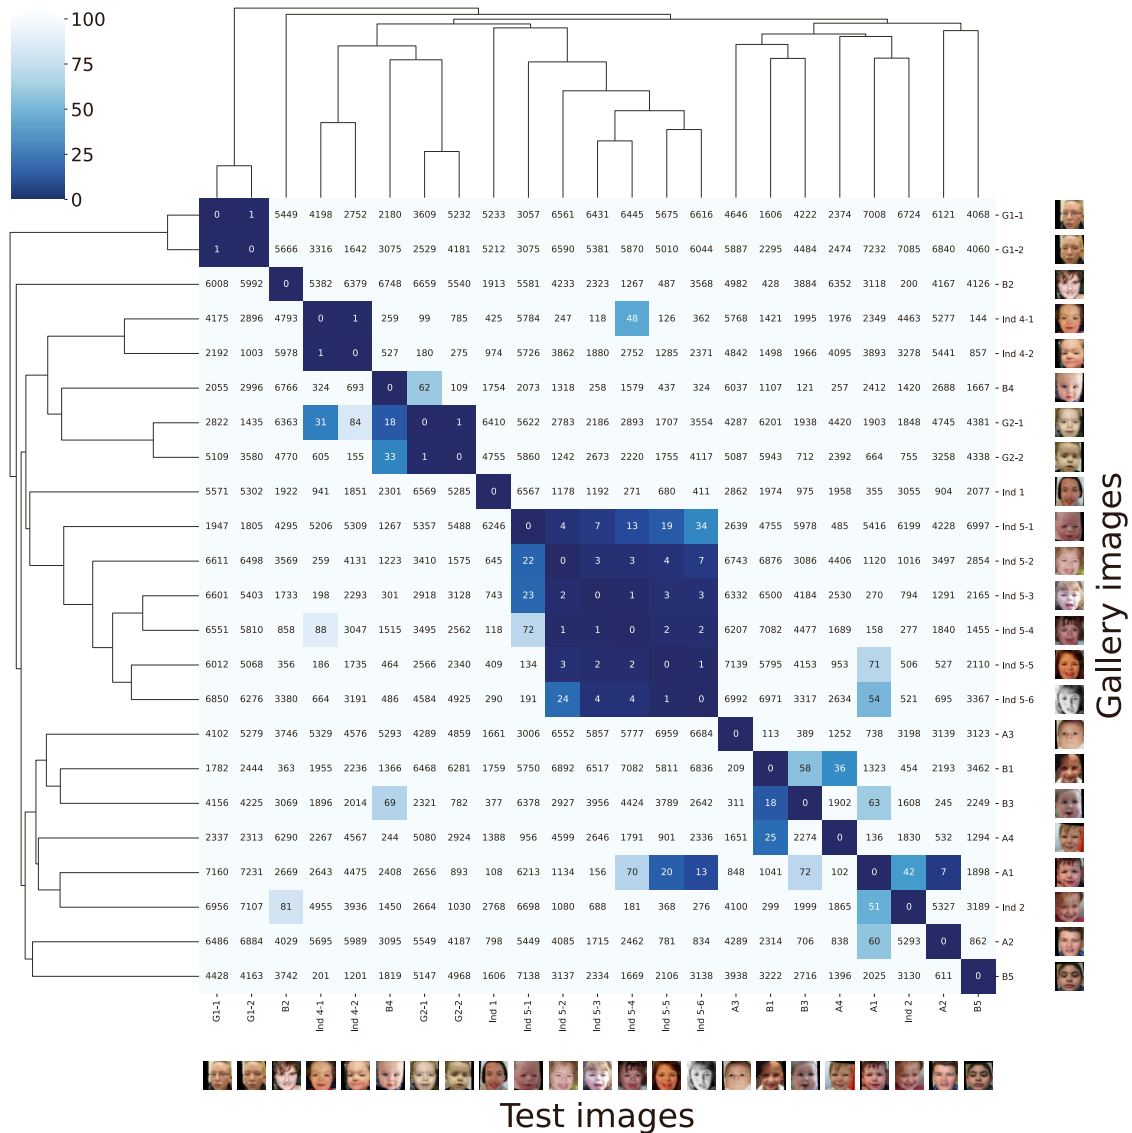 100
75
50
25
0
0 1 5449 4198 2752 2180 3609 5232 5233 3057 6561 6431 6445 5675 6616 4646 1606 4222 2374 7008 6724 6121 4068 G1-1
1 0 5666 3316 1642 3075 2529 4181 5212 3075 6590 5381 5870 5010 6044 5887 2295 4484 2474 7232 7085 6840 4060 G1-2
6008 5992 0 5382 6379 6748 6659 5540 1913 5581 4233 2323 1267 487 3568 4982 428 3884 6352 3118 200 4167 4126 B2
4175 2896 4793 0 1 259 99 785 425 5784 247 118 48 126 362 5768 1421 1995 1976 2349 4463 5277 144 Ind 4-1
2192 1003 5978 1 0 527 180 275 974 5726 3862 1880 2752 1285 2371 4842 1498 1966 4095 3893 3278 5441 857 Ind 4-2
2055 2996 6766 324 693 0 62 109 1754 2073 1318 258 1579 437 324 6037 1107 121 257 2412 1420 2688 1667 B4
2822 1435 6363 31 84 18 0 1 6410 5622 2783 2186 2893 1707 3554 4287 6201 1938 4420 1903 1848 4745 4381 G2-1
5109 3580 4770 605 155 33 1 0 4755 5860 1242 2673 2220 1755 4117 5087 5943 712 2392 664 755 3258 4338 G2-2
5571 5302 1922 941 1851 2301 6569 5285 0 6567 1178 1192 271 680 411 2862 1974 975 1958 355 3055 904 2077 Ind 1
1947 1805 4295 5206 5309 1267 5357 5488 6246 0 4 7 13 19 34 2639 4755 5978 485 5416 6199 4228 6997 Ind 5-1
6611 6498 3569 259 4131 1223 3410 1575 645 22 0 3 3 4 7 6743 6876 3086 4406 1120 1016 3497 2854 Ind 5-2
6601 5403 1733 198 2293 301 2918 3128 743 23 2 0 1 3 3 6332 6500 4184 2530 270 794 1291 2165 Ind 5-3
6551 5810 858 88 3047 1515 3495 2562 118 72 1 1 0 2 2 6207 7082 4477 1689 158 277 1840 1455 Ind 5-4
6012 5068 356 186 1735 464 2566 2340 409 134 3 2 2 0 1 7139 5795 4153 953 71 506 527 2110 Ind 5-5
6850 6276 3380 664 3191 486 4584 4925 290 191 24 4 4 1 0 6992 6971 3317 2634 54 521 695 3367 Ind 5-6
4102 5279 3746 5329 4576 5293 4289 4859 1661 3006 6552 5857 5777 6959 6684 0 113 389 1252 738 3198 3139 3123 A3
1782 2444 363 1955 2236 1366 6468 6281 1759 5750 6892 6517 7082 5811 6836 209 0 58 36 1323 454 2193 3462 B1
4156 4225 3069 1896 2014 69 2321 782 377 6378 2927 3956 4424 3789 2642 311 18 0 1902 63 1608 245 2249 B3
2337 2313 6290 2267 4567 244 5080 2924 1388 956 4599 2646 1791 901 2336 1651 25 2274 0 136 1830 532 1294 A4
7160 7231 2669 2643 4475 2408 2656 893 108 6213 1134 156 70 20 13 848 1041 72 102 0 42 7 1898 A1
6956 7107 81 4955 3936 1450 2664 1030 2768 6698 1080 688 181 368 276 4100 299 1999 1865 51 0 5327 3189 Ind 2
6486 6884 4029 5695 5989 3095 5549 4187 798 5449 4085 1715 2462 781 834 4289 2314 706 838 60 5293 0 862 A2
4428 4163 3742 201 1201 1819 5147 4968 1606 7138 3137 2334 1669 2106 3138 3938 3222 2716 1396 2025 3130 611 0 B5
G1-1 G1-2 B2 Ind 4-1 Ind 4-2 B4 G2-1 G2-2 Ind 1 Ind 5-1 Ind 5-2 Ind 5-3 Ind 5-4 Ind 5-5 Ind 5-6 A3 B1 B3 A4 A1 Ind 2 A2 B5
Gallery images
Test images